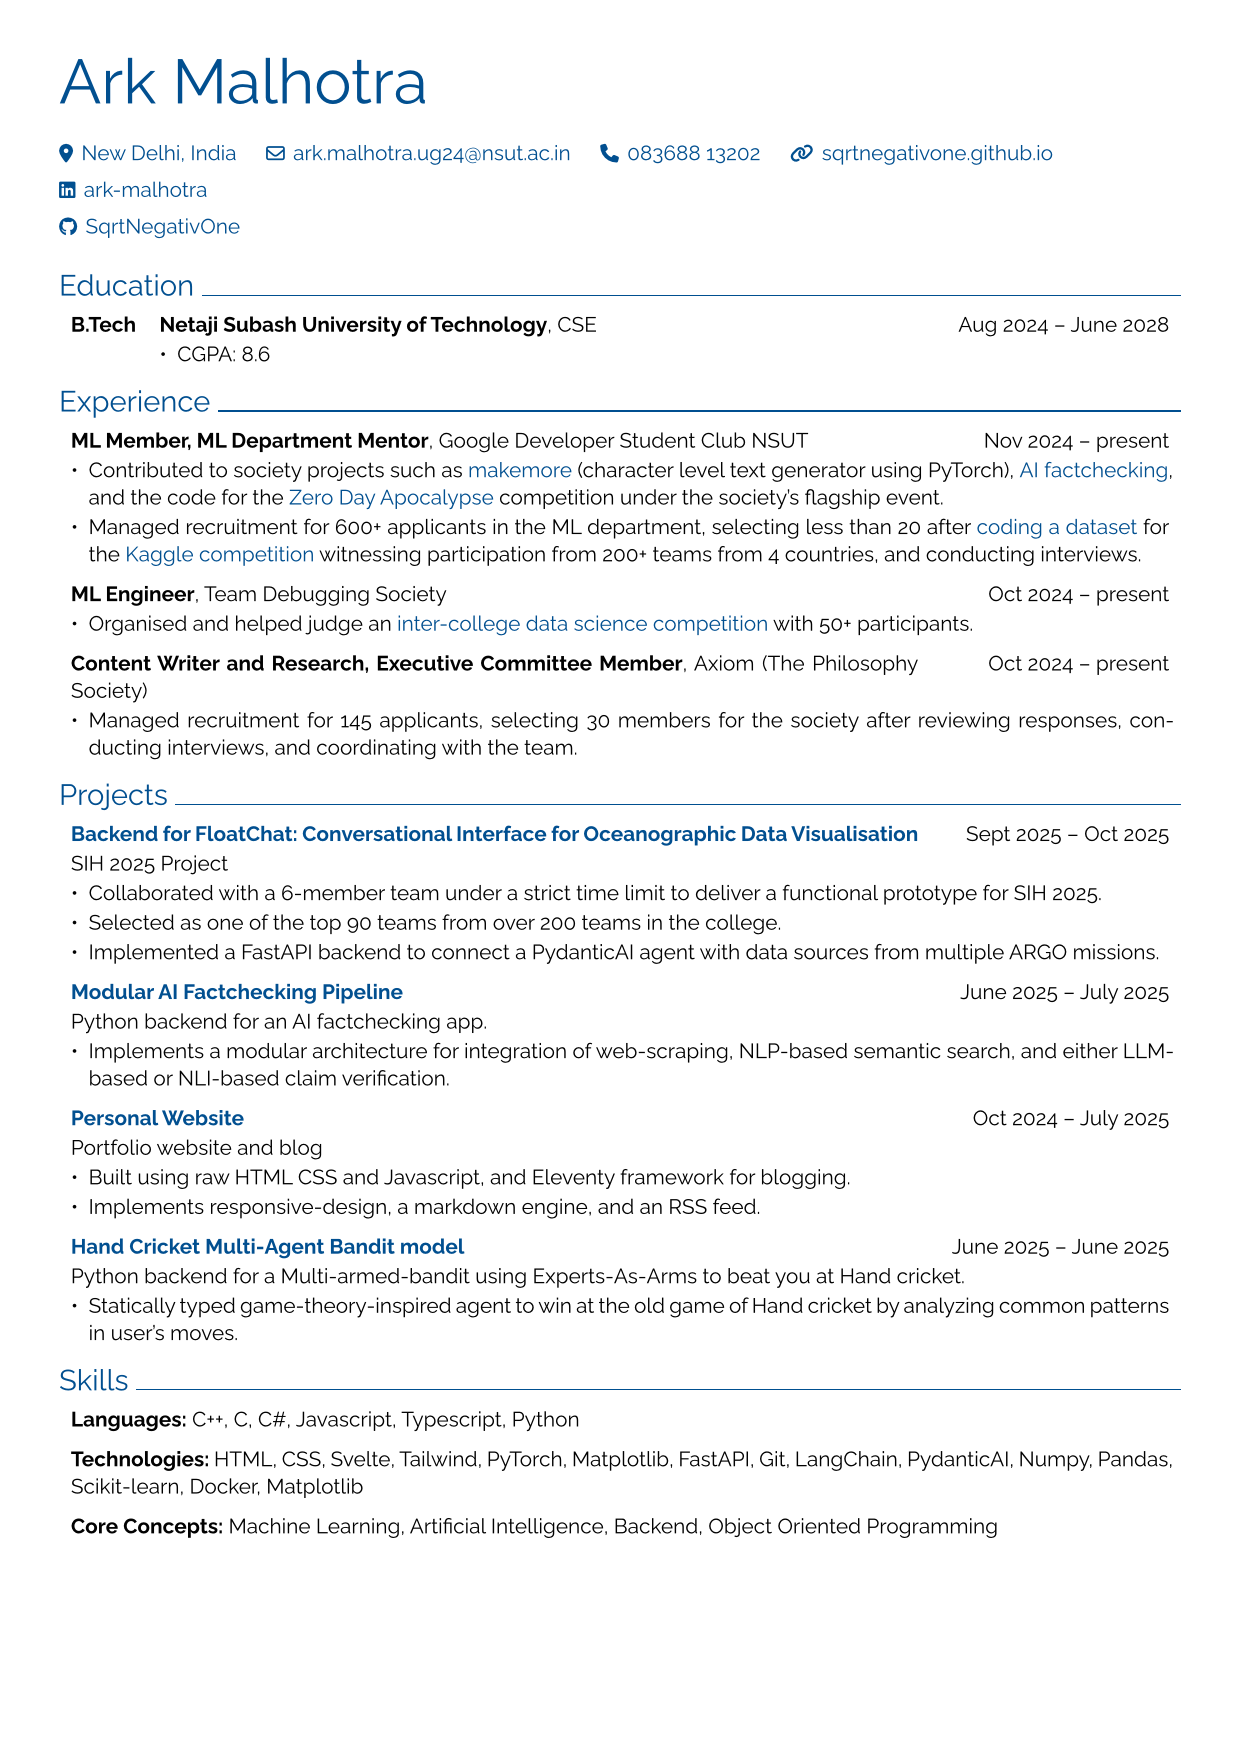 Ark Malhotra
New Delhi, India ark.malhotra.ug24@nsut.ac.in 083688 13202 sqrtnegativone.github.io
ark-malhotra
SqrtNegativOne
Education
B.Tech Netaji Subash University of Technology, CSE Aug 2024 – June 2028
• CGPA: 8.6
Experience
ML Member, ML Department Mentor, Google Developer Student Club NSUT Nov 2024 – present
• Contributed to society projects such as makemore (character level text generator using PyTorch), AI factchecking,
and the code for the Zero Day Apocalypse competition under the society's flagship event.
• Managed recruitment for 600+ applicants in the ML department, selecting less than 20 after coding a dataset for
the Kaggle competition witnessing participation from 200+ teams from 4 countries, and conducting interviews.
ML Engineer, Team Debugging Society Oct 2024 – present
• Organised and helped judge an inter-college data science competition with 50+ participants.
Content Writer and Research, Executive Committee Member, Axiom (The Philosophy Oct 2024 – present
Society)
• Managed recruitment for 145 applicants, selecting 30 members for the society after reviewing responses, con-
ducting interviews, and coordinating with the team.
Projects
Backend for FloatChat: Conversational Interface for Oceanographic Data Visualisation Sept 2025 – Oct 2025
SIH 2025 Project
• Collaborated with a 6-member team under a strict time limit to deliver a functional prototype for SIH 2025.
• Selected as one of the top 90 teams from over 200 teams in the college.
• Implemented a FastAPI backend to connect a PydanticAI agent with data sources from multiple ARGO missions.
Modular AI Factchecking Pipeline June 2025 – July 2025
Python backend for an AI factchecking app.
• Implements a modular architecture for integration of web-scraping, NLP-based semantic search, and either LLM-
based or NLI-based claim verification.
Personal Website Oct 2024 – July 2025
Portfolio website and blog
• Built using raw HTML CSS and Javascript, and Eleventy framework for blogging.
• Implements responsive-design, a markdown engine, and an RSS feed.
Hand Cricket Multi-Agent Bandit model June 2025 – June 2025
Python backend for a Multi-armed-bandit using Experts-As-Arms to beat you at Hand cricket.
• Statically typed game-theory-inspired agent to win at the old game of Hand cricket by analyzing common patterns
in user's moves.
Skills
Languages: C++, C, C#, Javascript, Typescript, Python
Technologies: HTML, CSS, Svelte, Tailwind, PyTorch, Matplotlib, FastAPI, Git, LangChain, PydanticAI, Numpy, Pandas,
Scikit-learn, Docker, Matplotlib
Core Concepts: Machine Learning, Artificial Intelligence, Backend, Object Oriented Programming